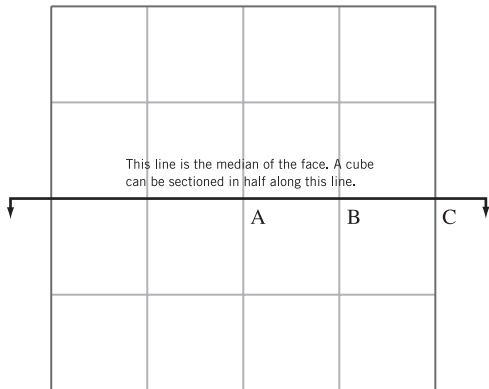 This line is the median of the face. A cube
can be sectioned in half along this line.
A B C